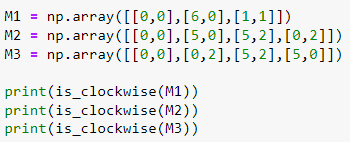 M1 = np.array([[0,0],[6,0],[1,1]])
M2 = np.array([[0,0],[5,0],[5,2],[0,2]])
M3 = np.array([[0,0],[0,2],[5,2],[5,0]])
print(is_clockwise(M1))
print(is_clockwise(M2))
print(is_clockwise(M3))